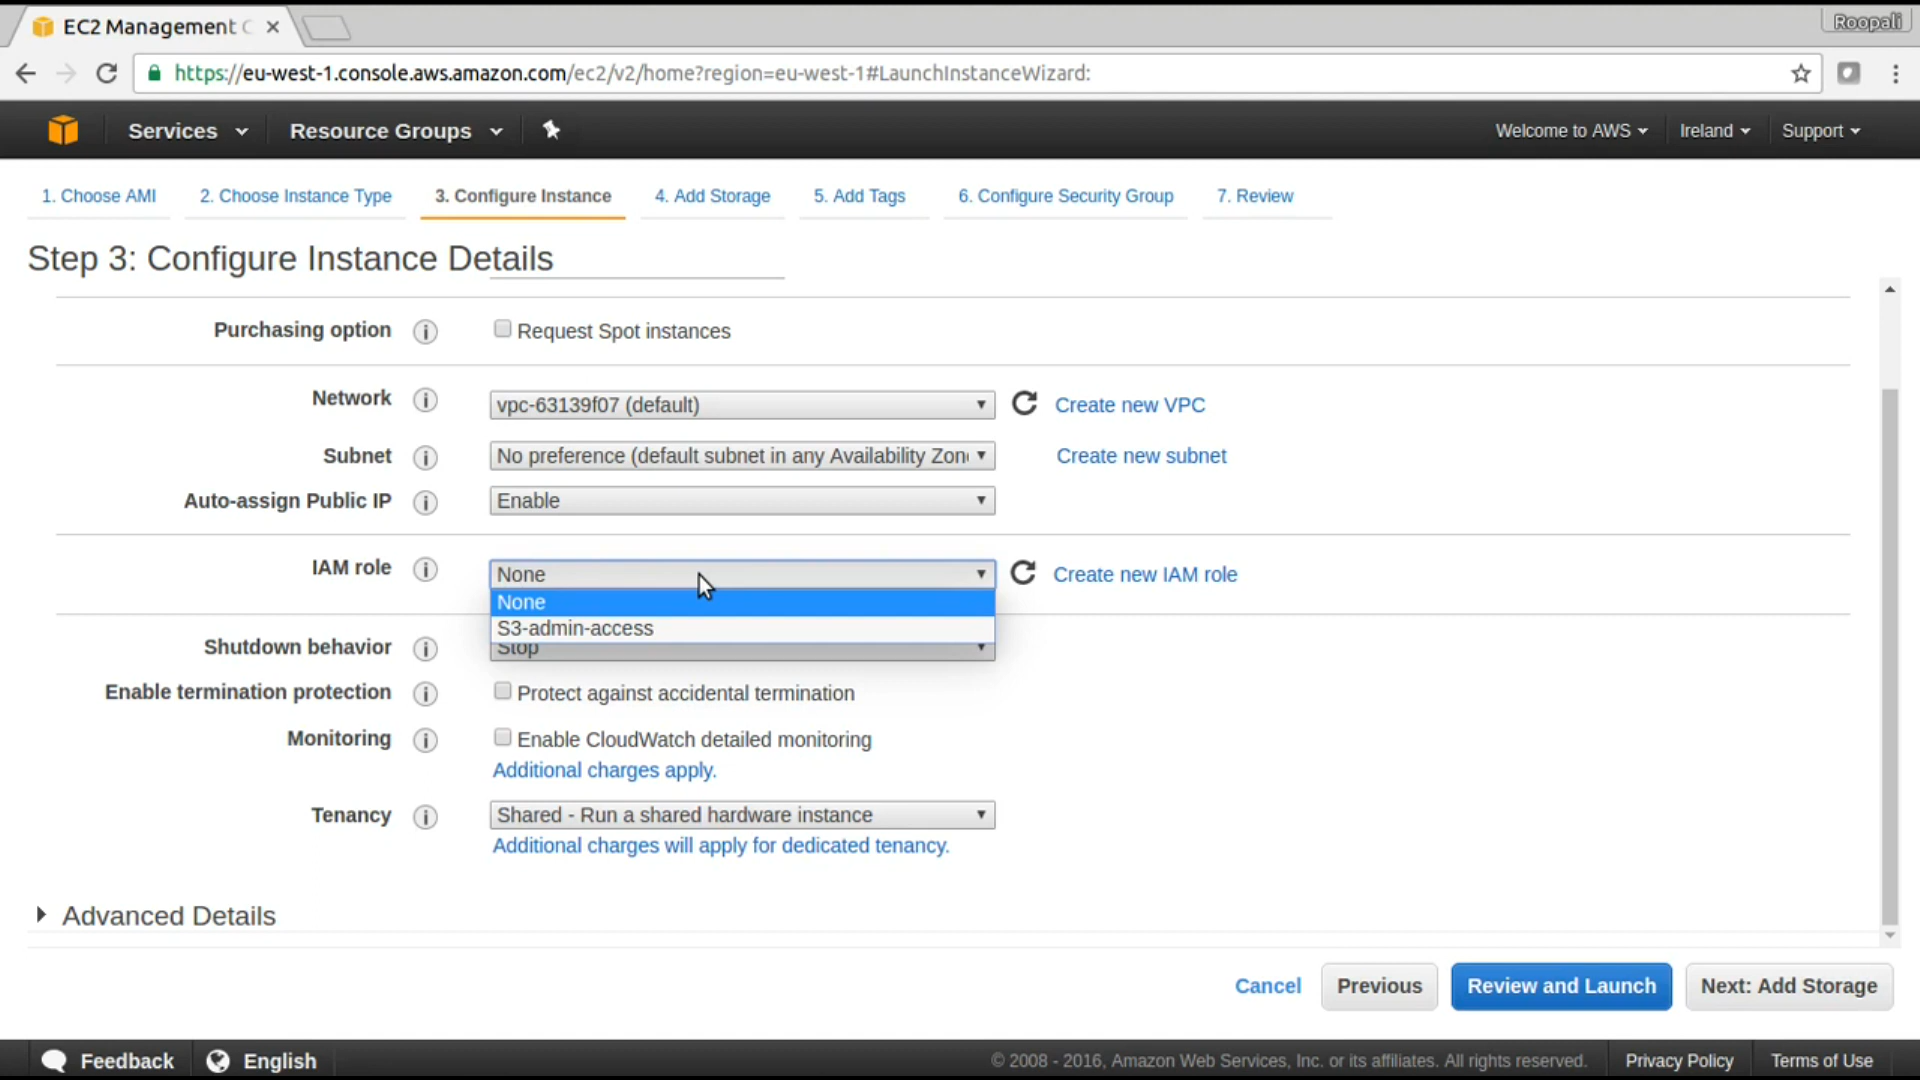 EC2 Management C
Roopali
https://eu-west-1.console.aws.amazon.com/ec2/v2/home?region=eu-west-1#LaunchInstanceWizard:
Services
Resource Groups
Welcome to AWS
Ireland
Support
1. Choose AMI
2. Choose Instance Type
3. Configure Instance
4. Add Storage
5. Add Tags
6. Configure Security Group
7. Review
Step 3: Configure Instance Details
Purchasing option
Request Spot instances
Network
vpc-63139f07 (default)
Create new VPC
Subnet
No preference (default subnet in any Availability Zon
Create new subnet
Auto-assign Public IP
Enable
IAM role
None
Create new IAM role
None
S3-admin-access
Shutdown behavior
Stop
Enable termination protection
Protect against accidental termination
Monitoring
Enable CloudWatch detailed monitoring
Additional charges apply.
Tenancy
Shared - Run a shared hardware instance
Additional charges will apply for dedicated tenancy.
Advanced Details
Cancel
Previous
Review and Launch
Next: Add Storage
Feedback
English
© 2008 - 2016, Amazon Web Services, Inc. or its affiliates. All rights reserved.
Privacy Policy
Terms of Use